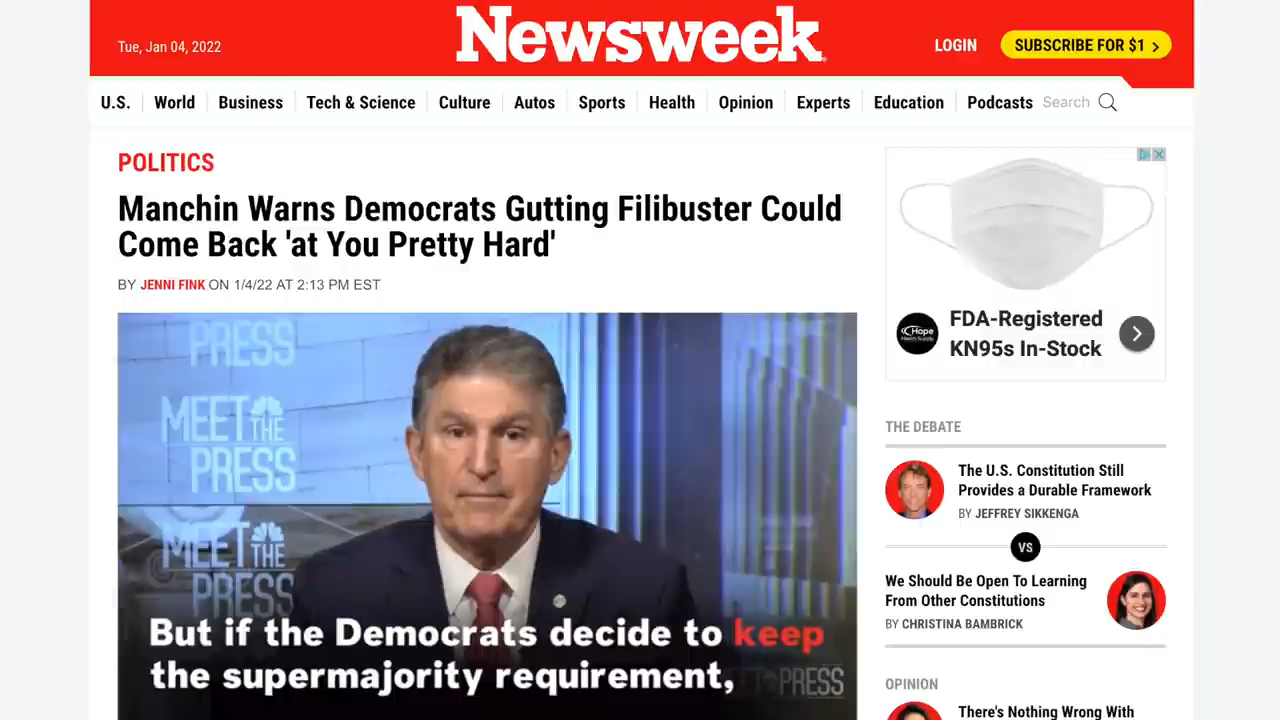 Tue, Jan 04, 2022
Newsweek
LOGIN
SUBSCRIBE FOR $1 >
U.S.
World
Business
Tech & Science
Culture
Autos
Sports
Health
Opinion
Experts
Education
Podcasts
Search
POLITICS
Manchin Warns Democrats Gutting Filibuster Could
Come Back 'at You Pretty Hard'
BY JENNI FINK ON 1/4/22 AT 2:13 PM EST
PRESS
MEET THE
PRESS
MEET THE
PRESS
But if the Democrats decide to keep
the supermajority requirement,
PRESS
Hope
Health Supply
FDA-Registered
KN95s In-Stock
THE DEBATE
The U.S. Constitution Still
Provides a Durable Framework
BY JEFFREY SIKKENGA
VS
We Should Be Open To Learning
From Other Constitutions
BY CHRISTINA BAMBRICK
OPINION
There's Nothing Wrong With